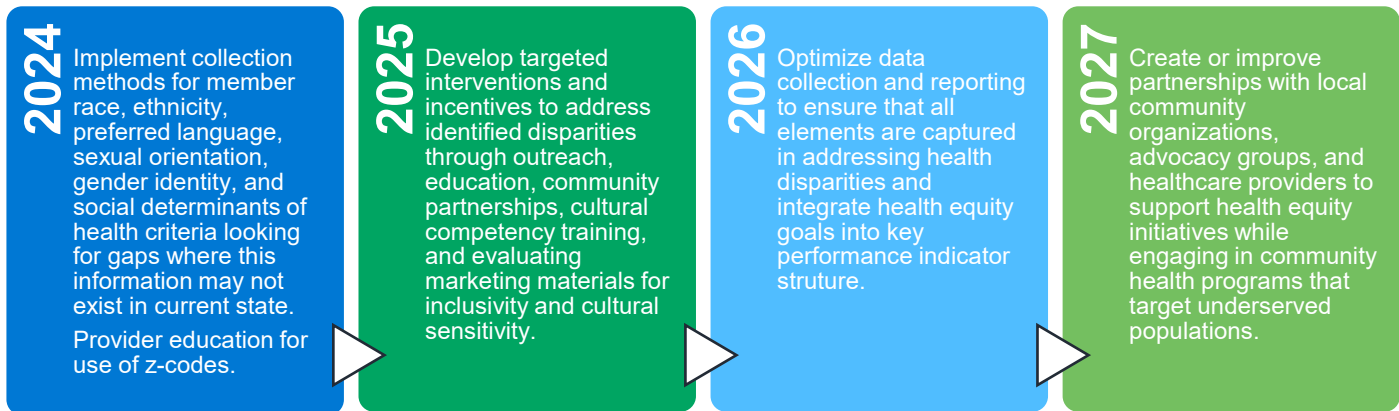 2024
Implement collection
methods for member
race, ethnicity,
preferred language,
sexual orientation,
gender identity, and
social determinants of
health criteria looking
for gaps where this
information may not
exist in current state.
Provider education for
use of z-codes.
2025
Develop targeted
interventions and
incentives to address
identified disparities
through outreach,
education, community
partnerships, cultural
competency training,
and evaluating
marketing materials for
inclusivity and cultural
sensitivity.
2026
Optimize data
collection and reporting
to ensure that all
elements are captured
in addressing health
disparities and
integrate health equity
goals into key
performance indicator
struture.
2027
Create or improve
partnerships with local
community
organizations,
advocacy groups, and
healthcare providers to
support health equity
initiatives while
engaging in community
health programs that
target underserved
populations.